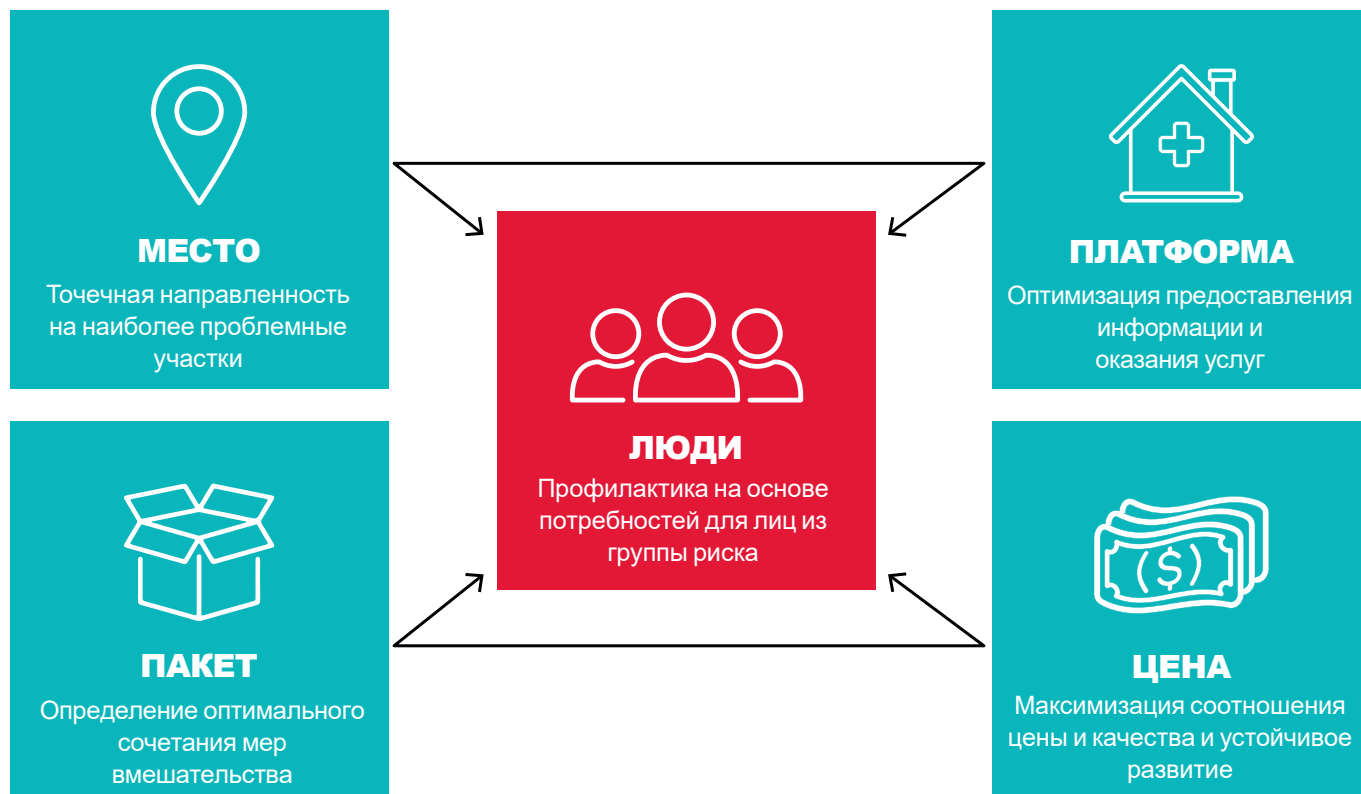 МЕСТО
Точечная направленность
на наиболее проблемные
участки
ПЛАТФОРМА
Оптимизация предоставления
информации и
оказания услуг
ЛЮДИ
Профилактика на основе
потребностей для лиц из
группы риска
ПАКЕТ
Определение оптимального
сочетания мер
вмешательства
ЦЕНА
Максимизация соотношения
цены и качества и устойчивое
развитие